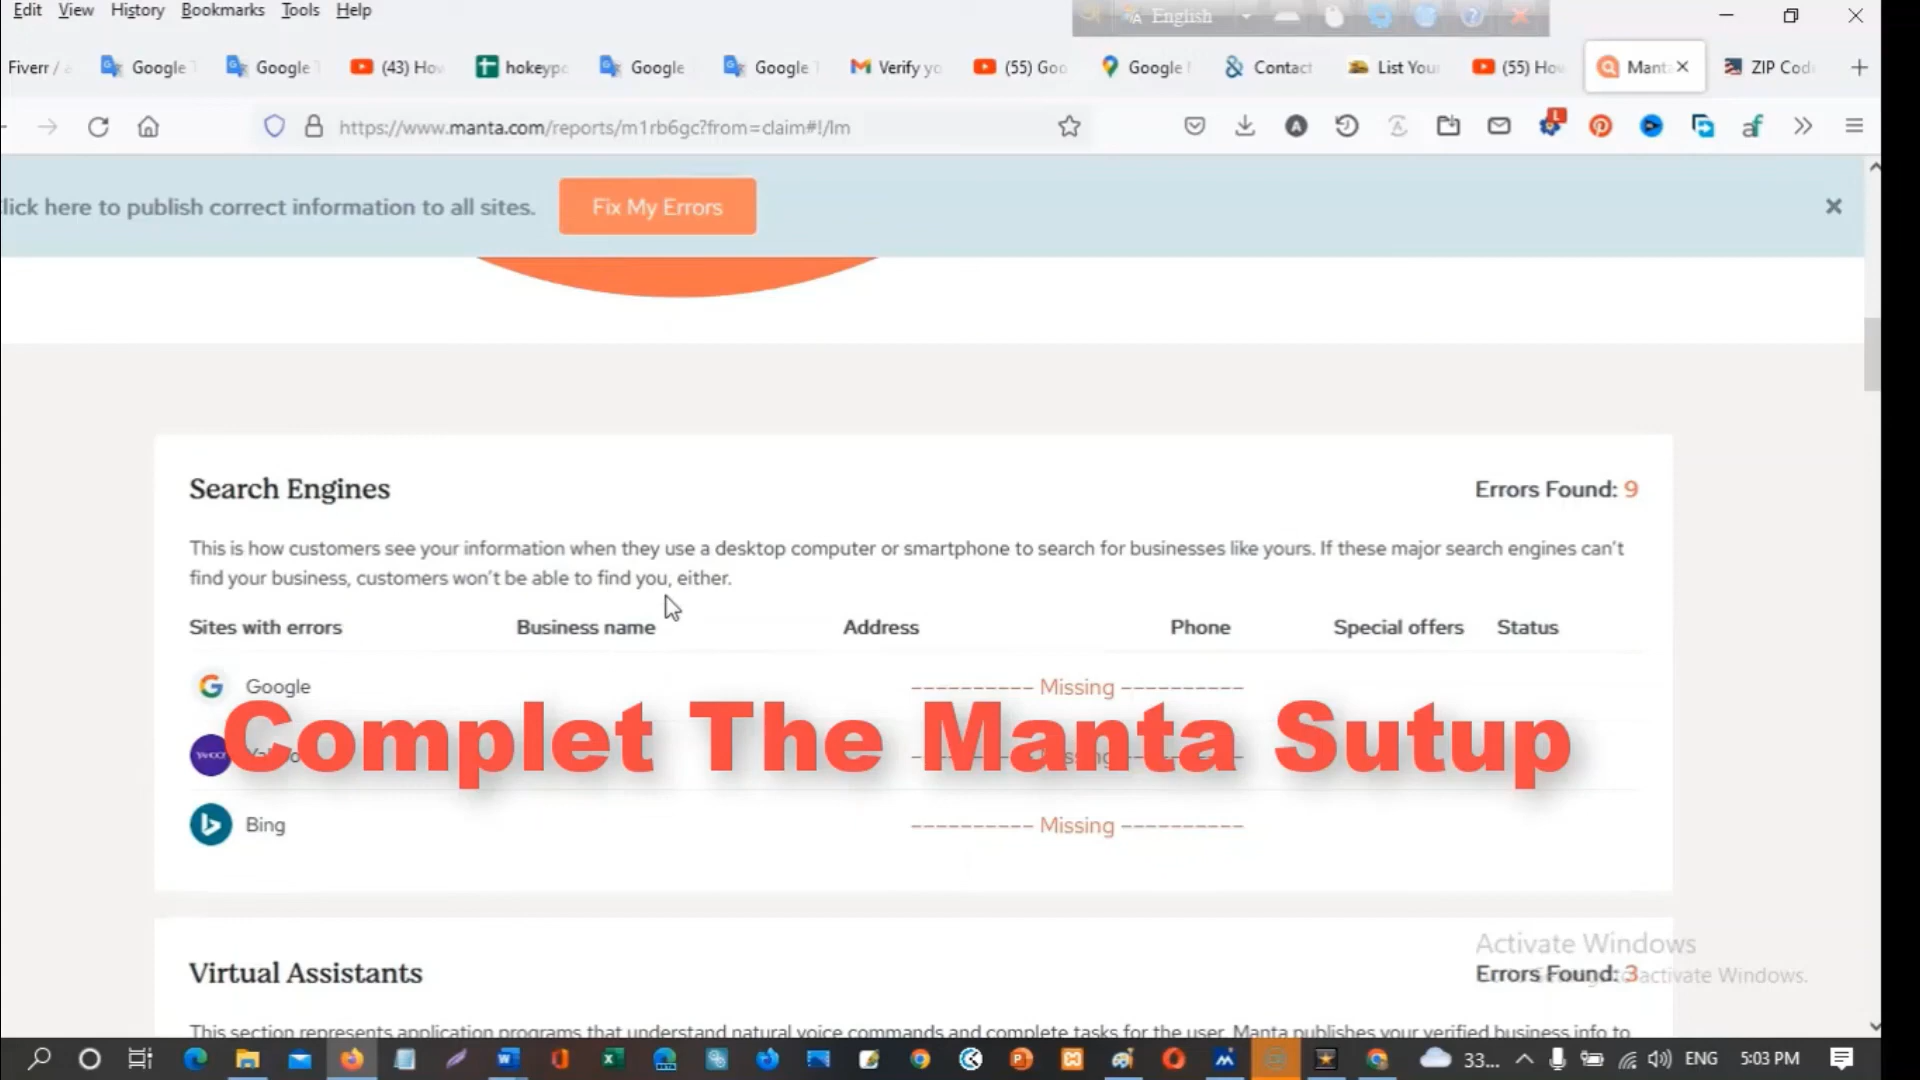 Edit View History Bookmarks Tools Help
English
Fiverr / Google Google (43) Ho hokeyp Google Google Verify yo (55) Goo Google Contact List You (55) Ho Manta ZIP Cod
https://www.manta.com/reports/m1rb6gc?from=claim#!/lm
lick here to publish correct information to all sites. Fix My Errors
Search Engines Errors Found: 9
This is how customers see your information when they use a desktop computer or smartphone to search for businesses like yours. If these major search engines can't
find your business, customers won't be able to find you, either.
Sites with errors Business name Address Phone Special offers Status
Google ---------- Missing ----------
Complet The Manta Sutup
Bing ---------- Missing ----------
Activate Windows
Virtual Assistants Errors Found: 3
activate Windows.
This section represents application programs that understand natural voice commands and complete tasks for the user. Manta publishes your verified business info to
33... ENG 5:03 PM